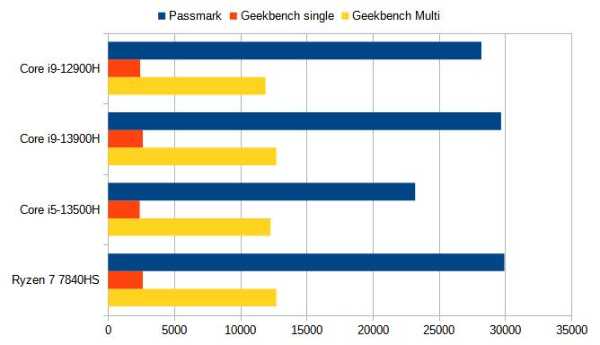 Passmark Geekbench single Geekbench Multi
Core i9-12900H
Core i9-13900H
Core i5-13500H
Ryzen 7 7840HS
0 5000 10000 15000 20000 25000 30000 35000